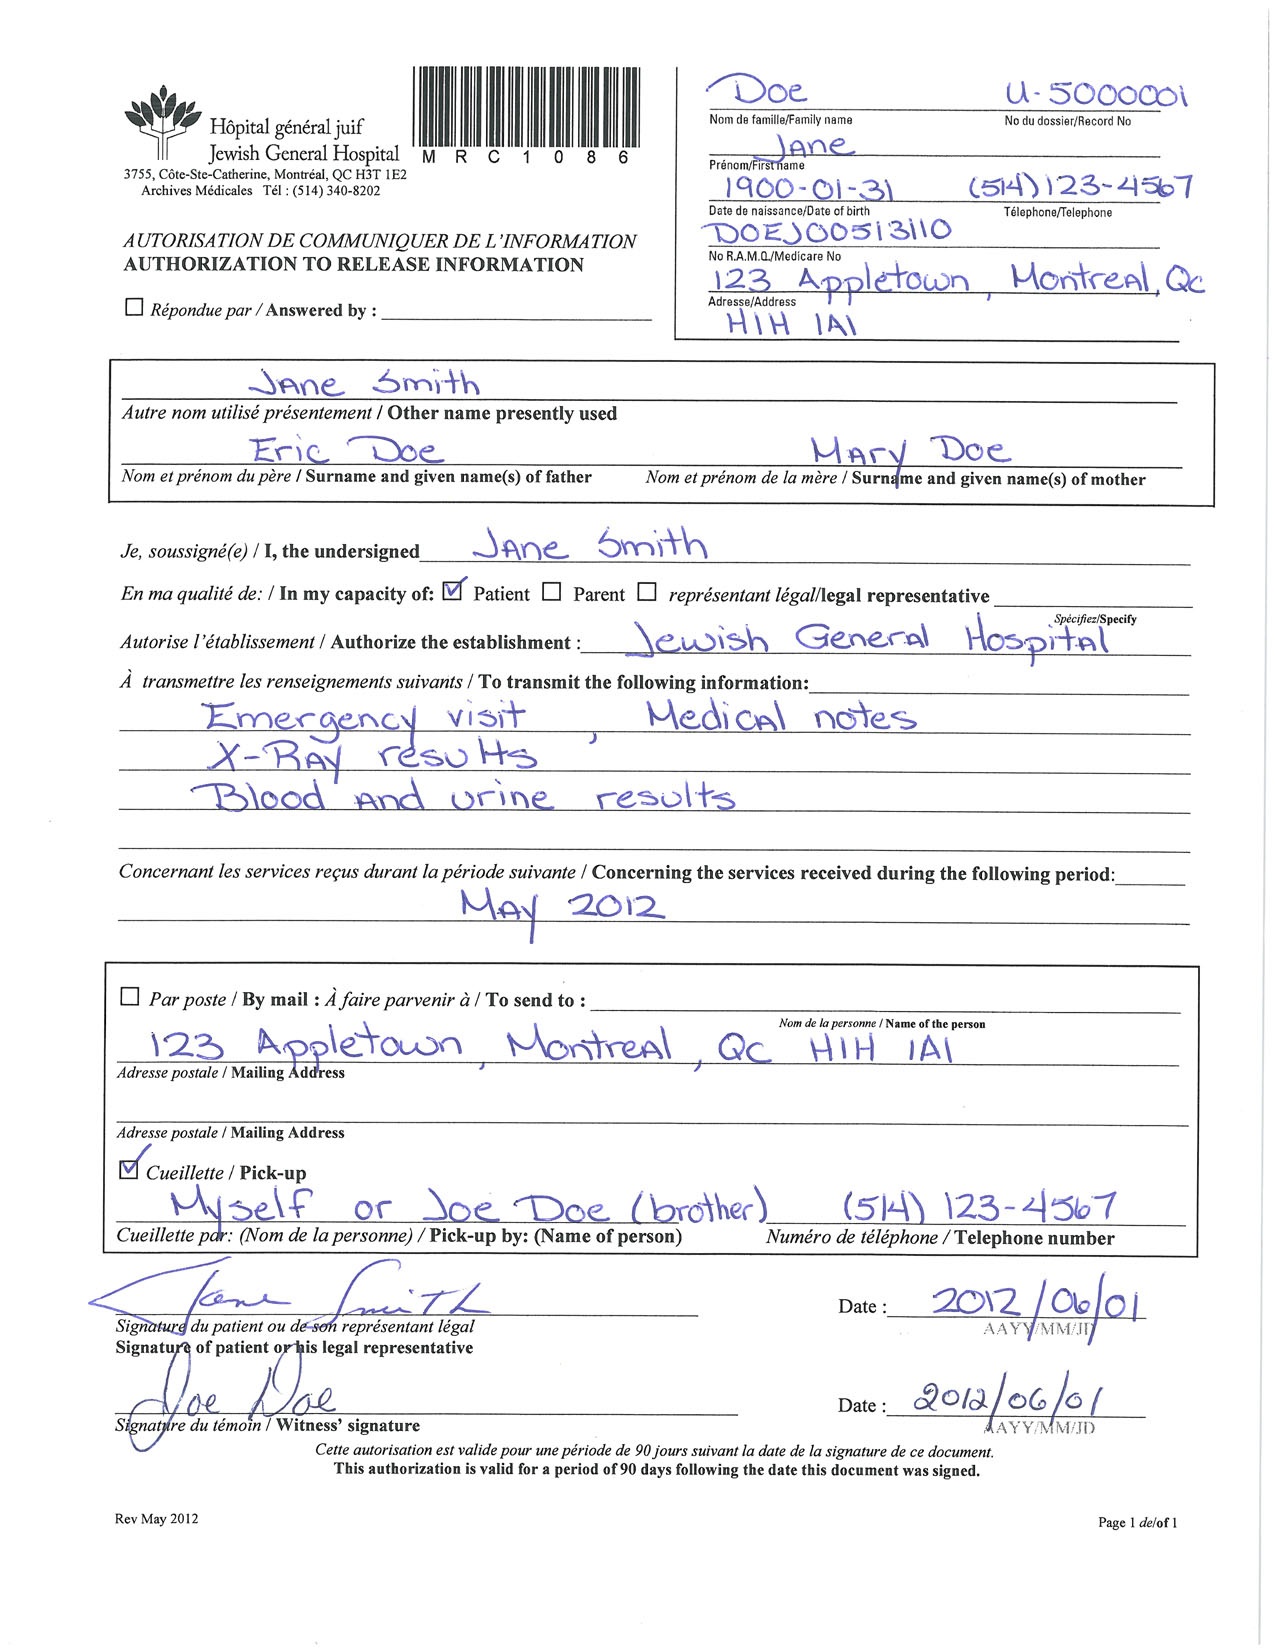 Hôpital général juif
Jewish General Hospital
3755, Côte-Ste-Catherine, Montréal, QC H3T 1E2
Archives Médicales Tél : (514) 340-8202
M R C 1 0 8 6
AUTORISATION DE COMMUNIQUER DE L'INFORMATION
AUTHORIZATION TO RELEASE INFORMATION
☐ Répondue par / Answered by :
Doe U-5000001
Nom de famille/Family name No du dossier/Record No
Jane
Prénom/First name
1900-01-31 (514) 123-4567
Date de naissance/Date of birth Télephone/Telephone
DOEJ00513110
No R.A.M.Q./Medicare No
123 Appletown, Montreal, Qc
Adresse/Address
H1H 1A1
Jane Smith
Autre nom utilisé présentement / Other name presently used
Eric Doe Mary Doe
Nom et prénom du père / Surname and given name(s) of father Nom et prénom de la mère / Surname and given name(s) of mother
Je, soussigné(e) / I, the undersigned Jane Smith
En ma qualité de: / In my capacity of: ☑ Patient ☐ Parent ☐ représentant légal/legal representative
Spécifiez/Specify
Autorise l'établissement / Authorize the establishment : Jewish General Hospital
À transmettre les renseignements suivants / To transmit the following information:
Emergency visit, Medical notes
X-Ray results
Blood and urine results
Concernant les services reçus durant la période suivante / Concerning the services received during the following period:
May 2012
☐ Par poste / By mail : À faire parvenir à / To send to :
Nom de la personne / Name of the person
123 Appletown, Montreal, Qc H1H 1A1
Adresse postale / Mailing Address
Adresse postale / Mailing Address
☑ Cueillette / Pick-up
Myself or Joe Doe (brother) (514) 123-4567
Cueillette par: (Nom de la personne) / Pick-up by: (Name of person) Numéro de téléphone / Telephone number
Jane Smith Date : 2012/06/01
AAYY/MM/JD
Signature du patient ou de son représentant légal
Signature of patient or his legal representative
Joe Doe Date : 2012/06/01
AAYY/MM/JD
Signature du témoin / Witness' signature
Cette autorisation est valide pour une période de 90 jours suivant la date de la signature de ce document.
This authorization is valid for a period of 90 days following the date this document was signed.
Rev May 2012 Page 1 de/of 1